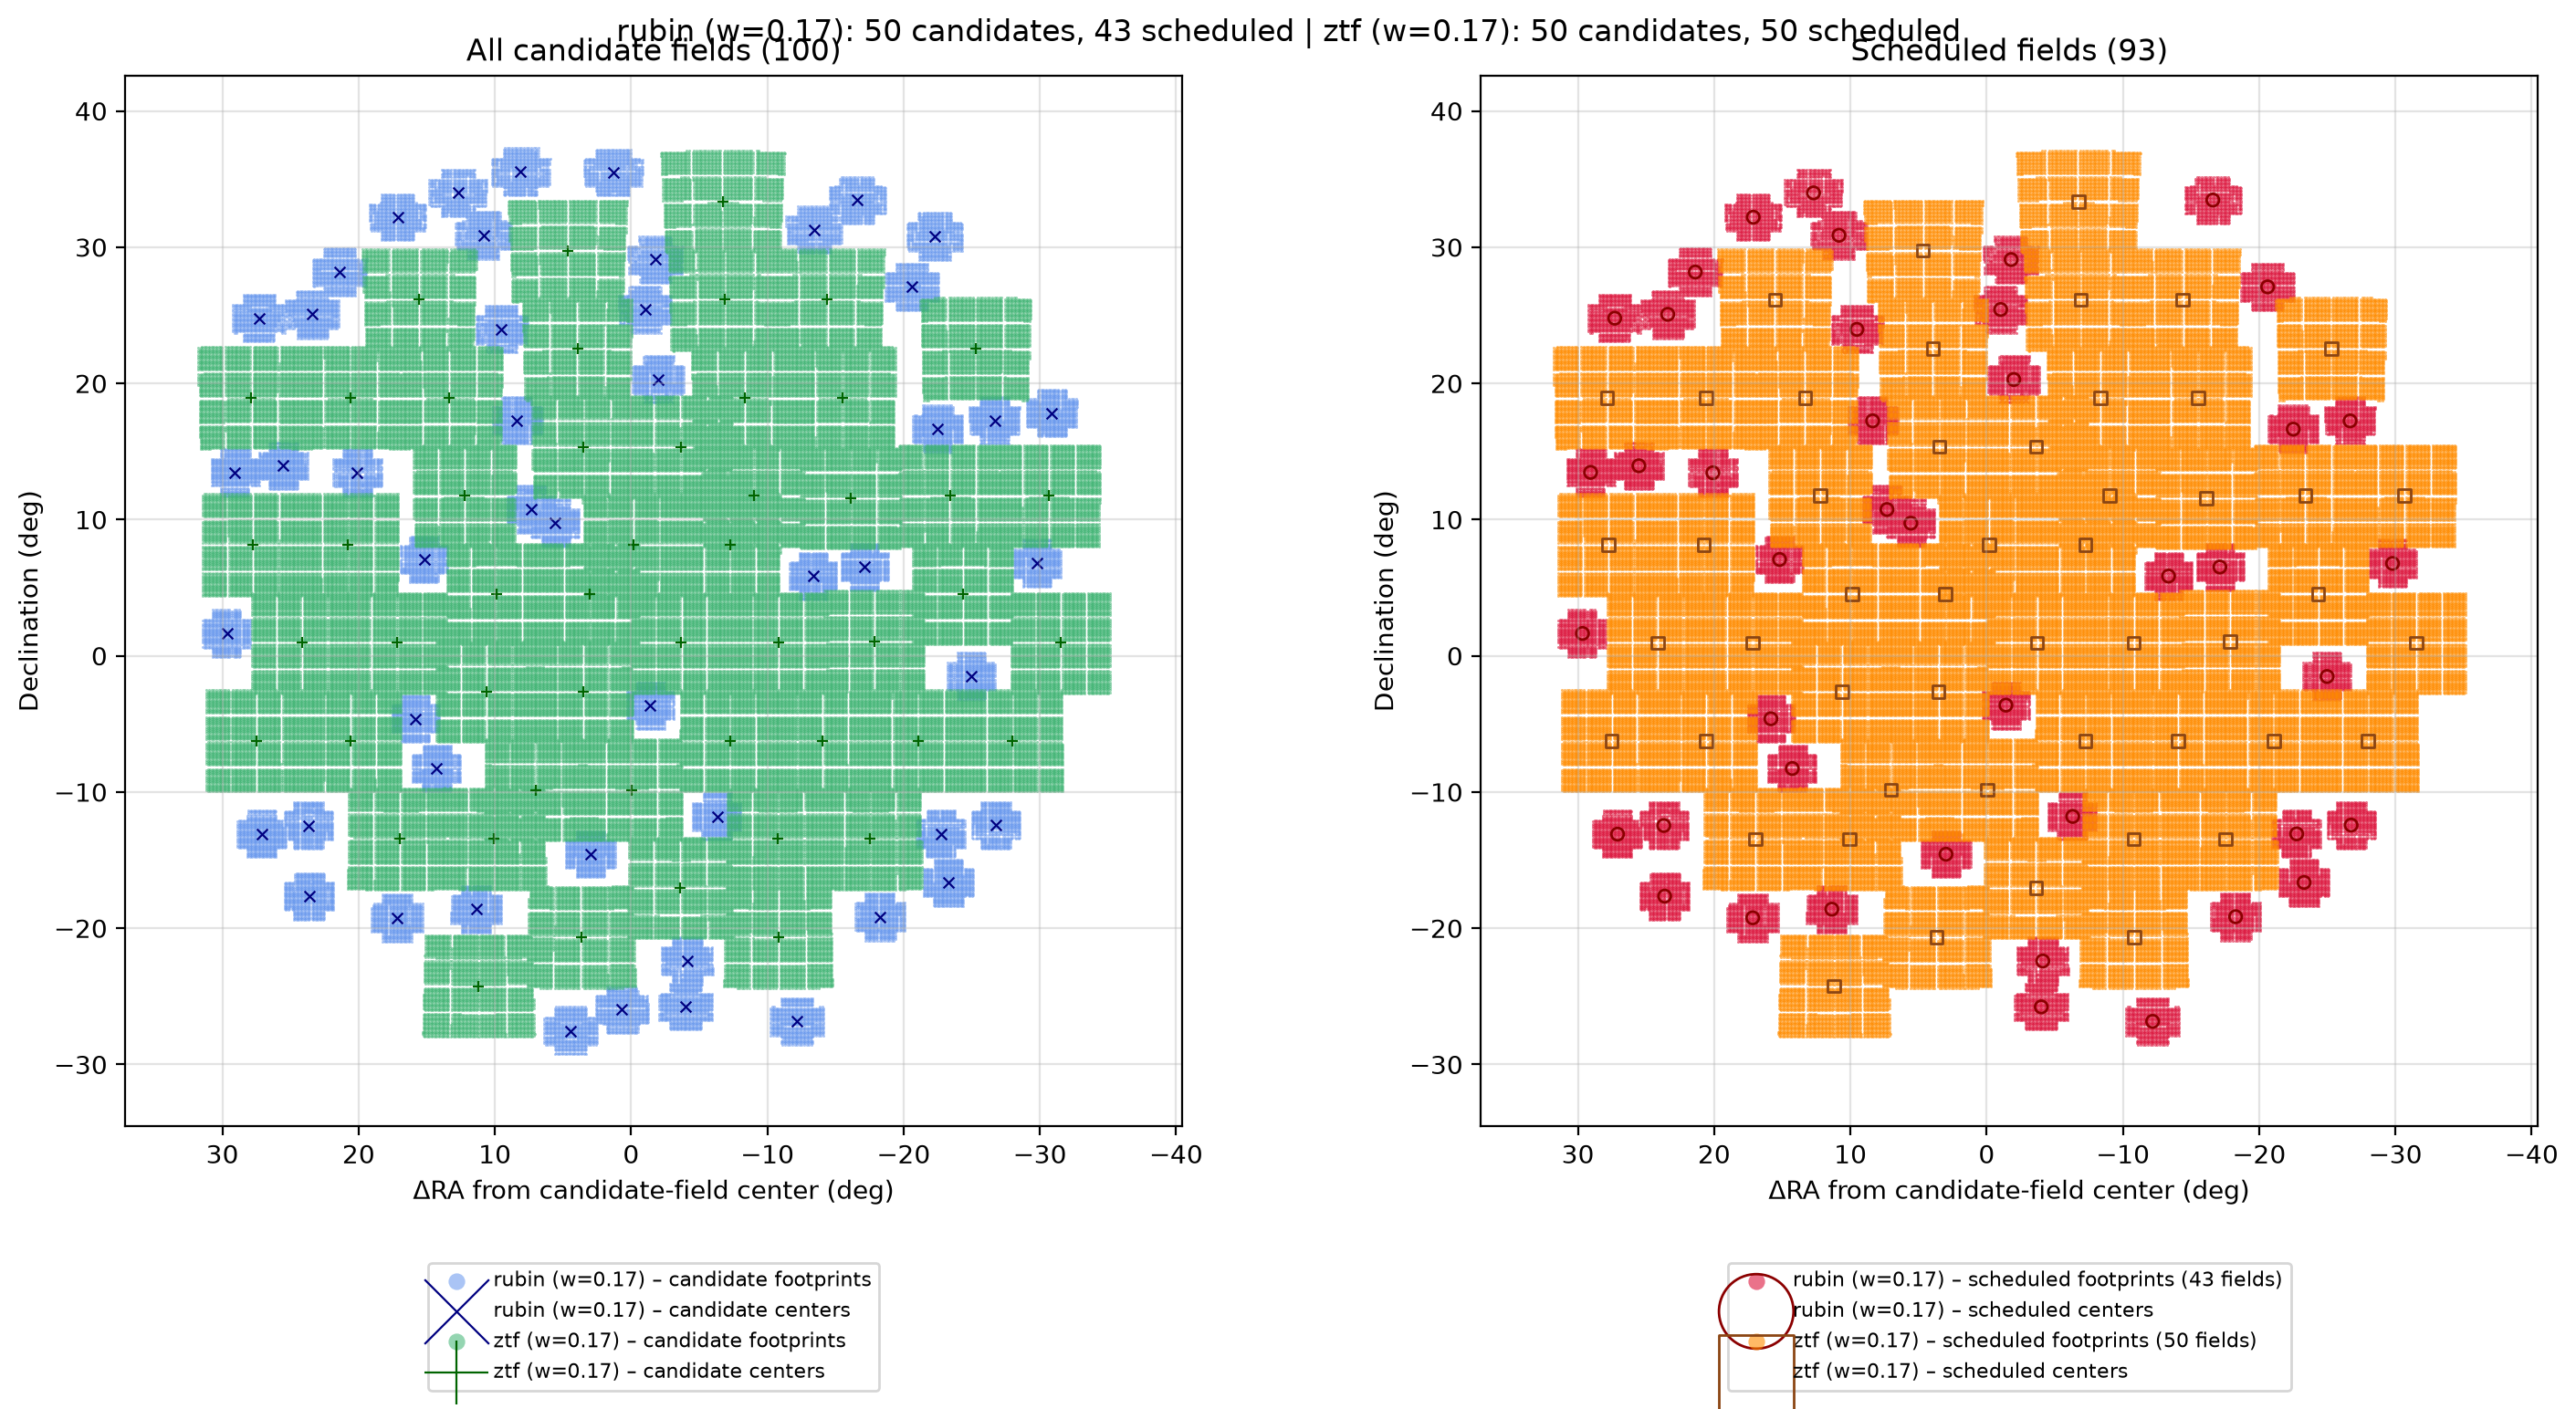 rubin (w=0.17): 50 candidates, 43 scheduled | ztf (w=0.17): 50 candidates, 50 scheduled
All candidate fields (100)
40
30
20
10
0
−10
−20
−30
Declination (deg)
30 20 10 0 −10 −20 −30 −40
ΔRA from candidate-field center (deg)
rubin (w=0.17) – candidate footprints
rubin (w=0.17) – candidate centers
ztf (w=0.17) – candidate footprints
ztf (w=0.17) – candidate centers
Scheduled fields (93)
40
30
20
10
0
−10
−20
−30
Declination (deg)
30 20 10 0 −10 −20 −30 −40
ΔRA from candidate-field center (deg)
rubin (w=0.17) – scheduled footprints (43 fields)
rubin (w=0.17) – scheduled centers
ztf (w=0.17) – scheduled footprints (50 fields)
ztf (w=0.17) – scheduled centers